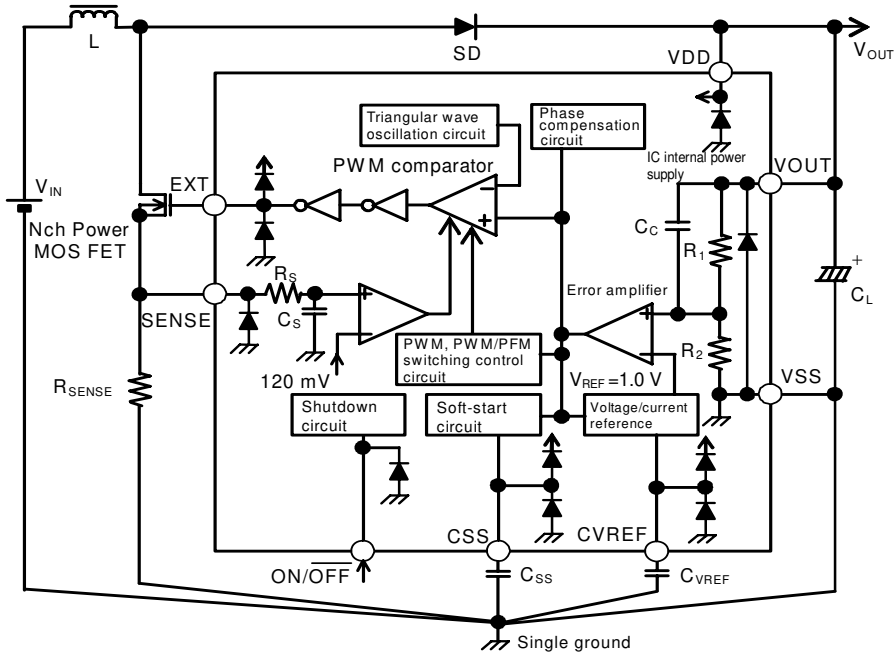 L
SD
VOUT
VDD
Triangular wave
oscillation circuit
Phase
compensation
circuit
PWM comparator
IC internal power
supply
VOUT
VIN
EXT
−
+
CC
R1
Nch Power
MOS FET
RS
Error amplifier
+
CL
SENSE
CS
+
−
+
−
R2
120 mV
PWM, PWM/PFM
switching control
circuit
VREF=1.0 V
VSS
RSENSE
Shutdown
circuit
Soft-start
circuit
Voltage/current
reference
CSS
CVREF
ON/OFF
CSS
CVREF
Single ground